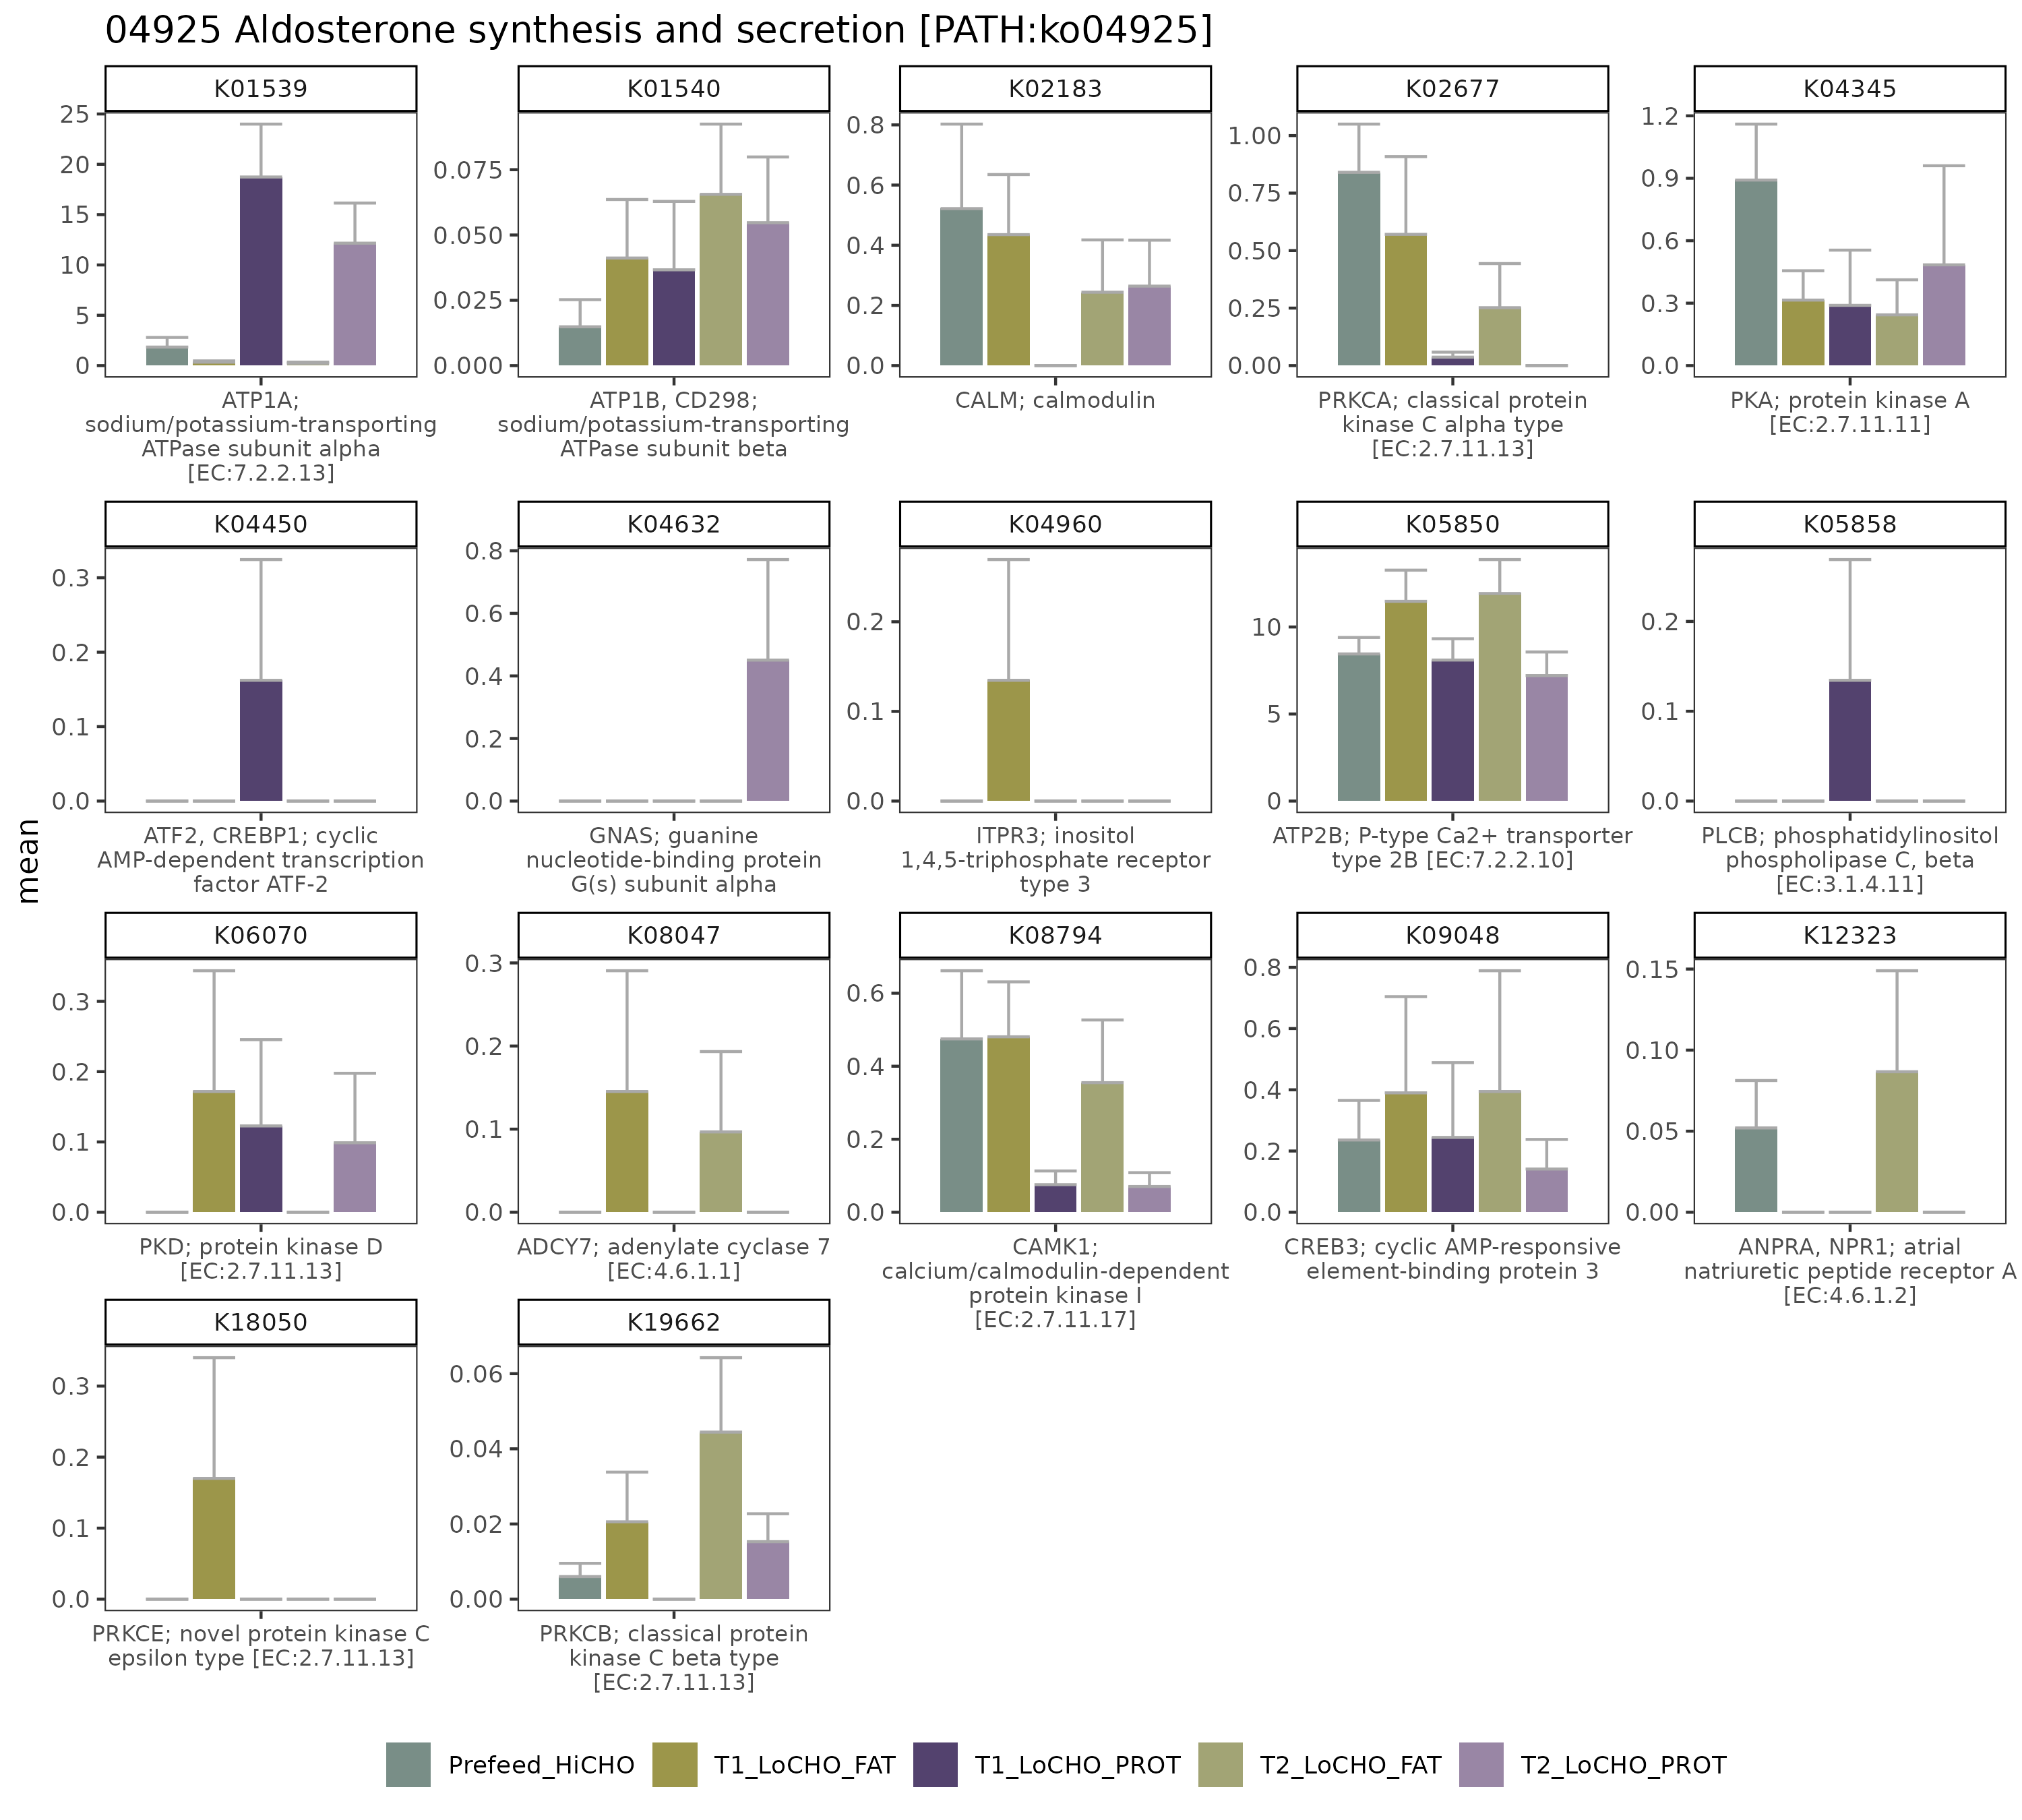 04925 Aldosterone synthesis and secretion [PATH:ko04925]
mean
K01539
25
20
15
10
5
0
ATP1A;
sodium/potassium-transporting
ATPase subunit alpha
[EC:7.2.2.13]
K01540
0.075
0.050
0.025
0.000
ATP1B, CD298;
sodium/potassium-transporting
ATPase subunit beta
K02183
0.8
0.6
0.4
0.2
0.0
CALM; calmodulin
K02677
1.00
0.75
0.50
0.25
0.00
PRKCA; classical protein
kinase C alpha type
[EC:2.7.11.13]
K04345
1.2
0.9
0.6
0.3
0.0
PKA; protein kinase A
[EC:2.7.11.11]
K04450
0.3
0.2
0.1
0.0
ATF2, CREBP1; cyclic
AMP-dependent transcription
factor ATF-2
K04632
0.8
0.6
0.4
0.2
0.0
GNAS; guanine
nucleotide-binding protein
G(s) subunit alpha
K04960
0.2
0.1
0.0
ITPR3; inositol
1,4,5-triphosphate receptor
type 3
K05850
10
5
0
ATP2B; P-type Ca2+ transporter
type 2B [EC:7.2.2.10]
K05858
0.2
0.1
0.0
PLCB; phosphatidylinositol
phospholipase C, beta
[EC:3.1.4.11]
K06070
0.3
0.2
0.1
0.0
PKD; protein kinase D
[EC:2.7.11.13]
K08047
0.3
0.2
0.1
0.0
ADCY7; adenylate cyclase 7
[EC:4.6.1.1]
K08794
0.6
0.4
0.2
0.0
CAMK1;
calcium/calmodulin-dependent
protein kinase I
[EC:2.7.11.17]
K09048
0.8
0.6
0.4
0.2
0.0
CREB3; cyclic AMP-responsive
element-binding protein 3
K12323
0.15
0.10
0.05
0.00
ANPRA, NPR1; atrial
natriuretic peptide receptor A
[EC:4.6.1.2]
K18050
0.3
0.2
0.1
0.0
PRKCE; novel protein kinase C
epsilon type [EC:2.7.11.13]
K19662
0.06
0.04
0.02
0.00
PRKCB; classical protein
kinase C beta type
[EC:2.7.11.13]
Prefeed_HiCHO T1_LoCHO_FAT T1_LoCHO_PROT T2_LoCHO_FAT T2_LoCHO_PROT